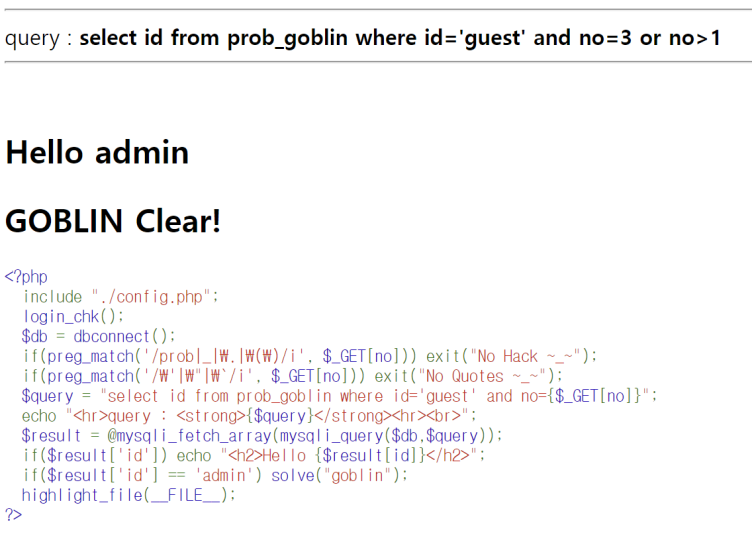 query : select id from prob_goblin where id='guest' and no=3 or no>1
Hello admin
GOBLIN Clear!
<?php
  include "./config.php";
  login_chk();
  $db = dbconnect();
  if(preg_match('/prob|_|₩.|₩(₩)/i', $_GET[no])) exit("No Hack ~_~");
  if(preg_match('/₩'|₩"|₩`/i', $_GET[no])) exit("No Quotes ~_~");
  $query = "select id from prob_goblin where id='guest' and no={$_GET[no]}";
  echo "<hr>query : <strong>{$query}</strong><hr><br>";
  $result = @mysqli_fetch_array(mysqli_query($db,$query));
  if($result['id']) echo "<h2>Hello {$result[id]}</h2>";
  if($result['id'] == 'admin') solve("goblin");
  highlight_file(__FILE__);
?>